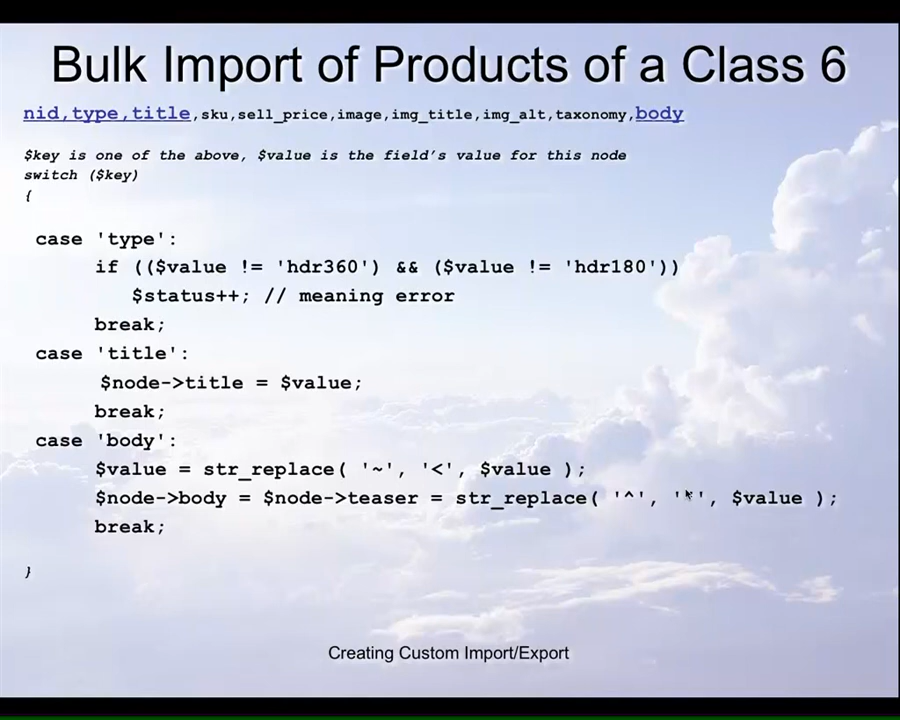 Bulk Import of Products of a Class 6
nid,type,title,sku,sell_price,image,img_title,img_alt,taxonomy,body
$key is one of the above, $value is the field's value for this node
switch ($key)
{
case 'type':
if (($value != 'hdr360') && ($value != 'hdr180'))
$status++; // meaning error
break;
case 'title':
$node->title = $value;
break;
case 'body':
$value = str_replace( '~', '<', $value );
$node->body = $node->teaser = str_replace( '^', ' ', $value );
break;
}
Creating Custom Import/Export